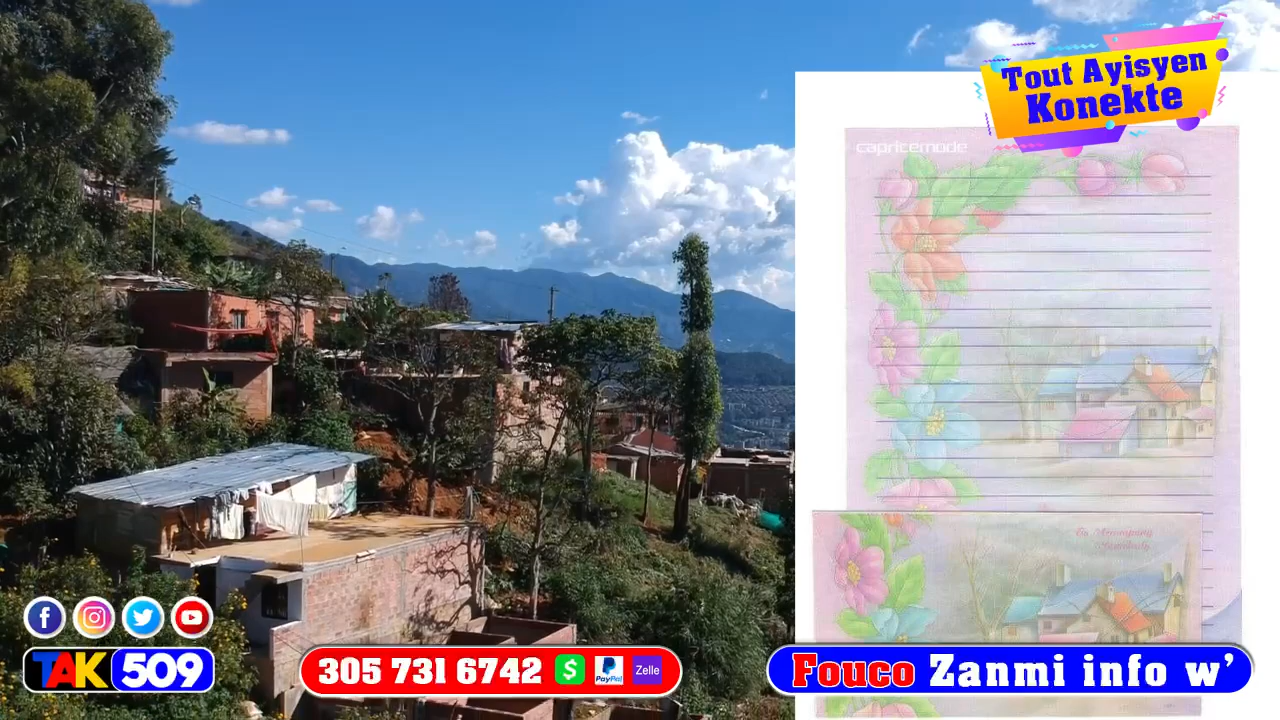 Tout Ayisyen
Konekte
capricemode
TAK 509
305 731 6742
$
PayPal
Zelle
Fouco Zanmi info w’